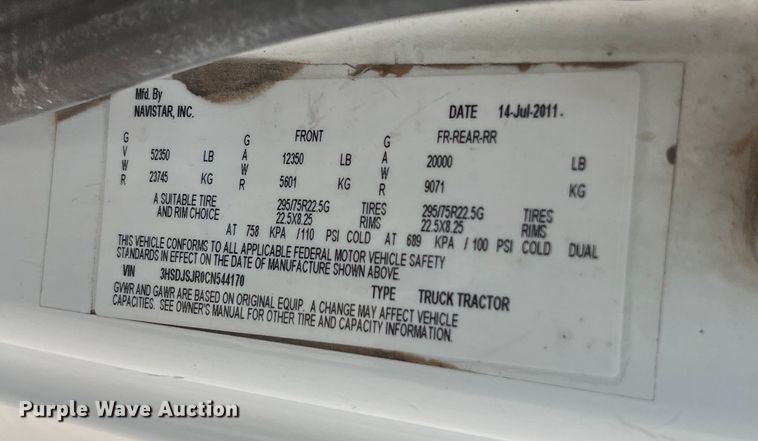 Mfd. By
NAVISTAR, INC.
DATE 14-Jul-2011.
GVWR 52350 LB 23745 KG
GAWR FRONT 12350 LB 5601 KG
GAWR FR-REAR-RR 20000 LB 9071 KG
A SUITABLE TIRE AND RIM CHOICE
295/75R22.5G TIRES 295/75R22.5G TIRES
22.5X8.25 RIMS 22.5X8.25 RIMS
AT 758 KPA /110 PSI COLD AT 689 KPA /100 PSI COLD DUAL
THIS VEHICLE CONFORMS TO ALL APPLICABLE FEDERAL MOTOR VEHICLE SAFETY
STANDARDS IN EFFECT ON THE DATE OF MANUFACTURE SHOWN ABOVE.
VIN 3HSDJSJR0CN544170 TYPE TRUCK TRACTOR
GVWR AND GAWR ARE BASED ON ORIGINAL EQUIP. A CHANGE MAY AFFECT VEHICLE
CAPACITIES. SEE OWNER'S MANUAL FOR OTHER TIRE AND CAPACITY INFORMATION.
Purple Wave Auction